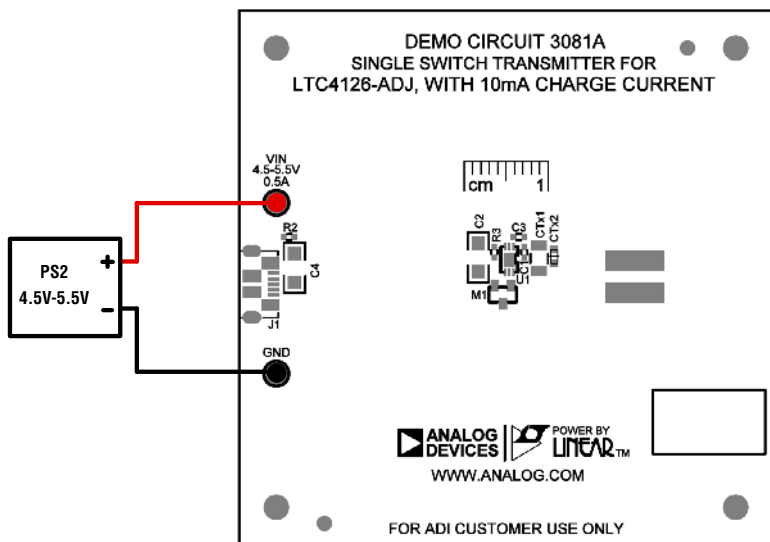 DEMO CIRCUIT 3081A
SINGLE SWITCH TRANSMITTER FOR
LTC4126-ADJ, WITH 10mA CHARGE CURRENT
VIN
4.5-5.5V
0.5A
cm 1
R2
C4
J1
C2
R3
C3
CTx1
CTx2
C1
U1
M1
PS2
4.5V-5.5V
+
−
GND
ANALOG
DEVICES
POWER BY
LINEAR™
WWW.ANALOG.COM
FOR ADI CUSTOMER USE ONLY